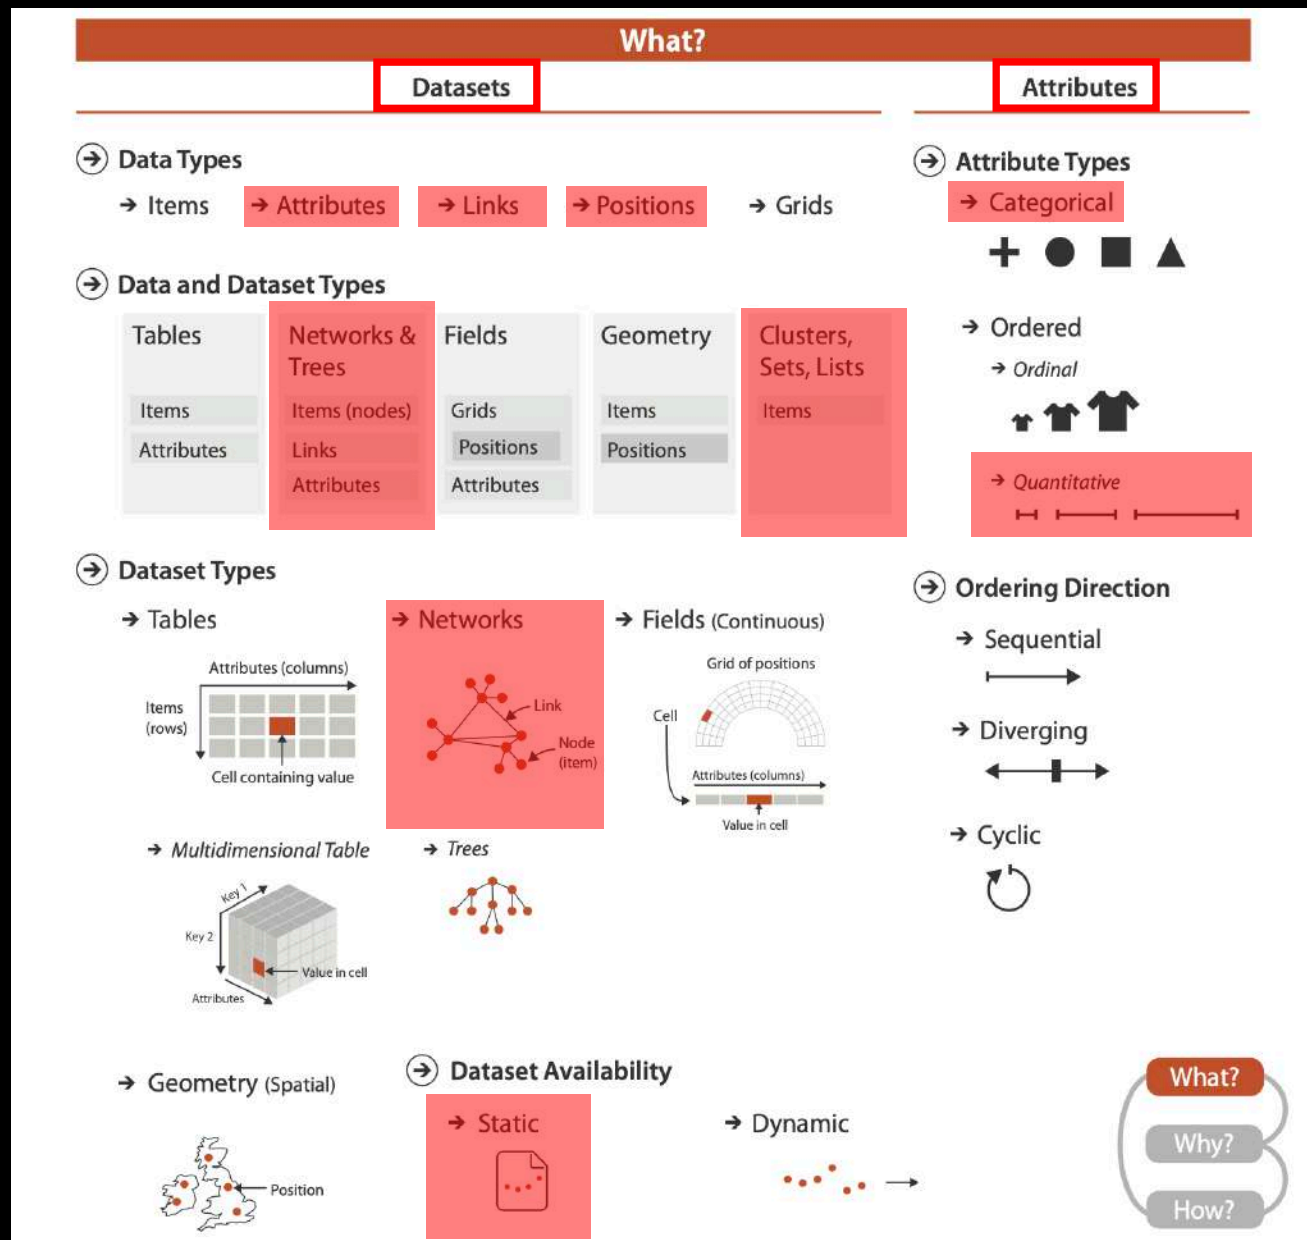 What?
Datasets
Attributes
Data Types
Items
Attributes
Links
Positions
Grids
Data and Dataset Types
Tables
Items
Attributes
Networks &
Trees
Items (nodes)
Links
Attributes
Fields
Grids
Positions
Attributes
Geometry
Items
Positions
Clusters,
Sets, Lists
Items
Dataset Types
Tables
Attributes (columns)
Items
(rows)
Cell containing value
Networks
Link
Node
(item)
Fields (Continuous)
Grid of positions
Cell
Attributes (columns)
Value in cell
Multidimensional Table
Key 1
Key 2
Value in cell
Attributes
Trees
Geometry (Spatial)
Position
Dataset Availability
Static
Dynamic
Attribute Types
Categorical
Ordered
Ordinal
Quantitative
Ordering Direction
Sequential
Diverging
Cyclic
What?
Why?
How?